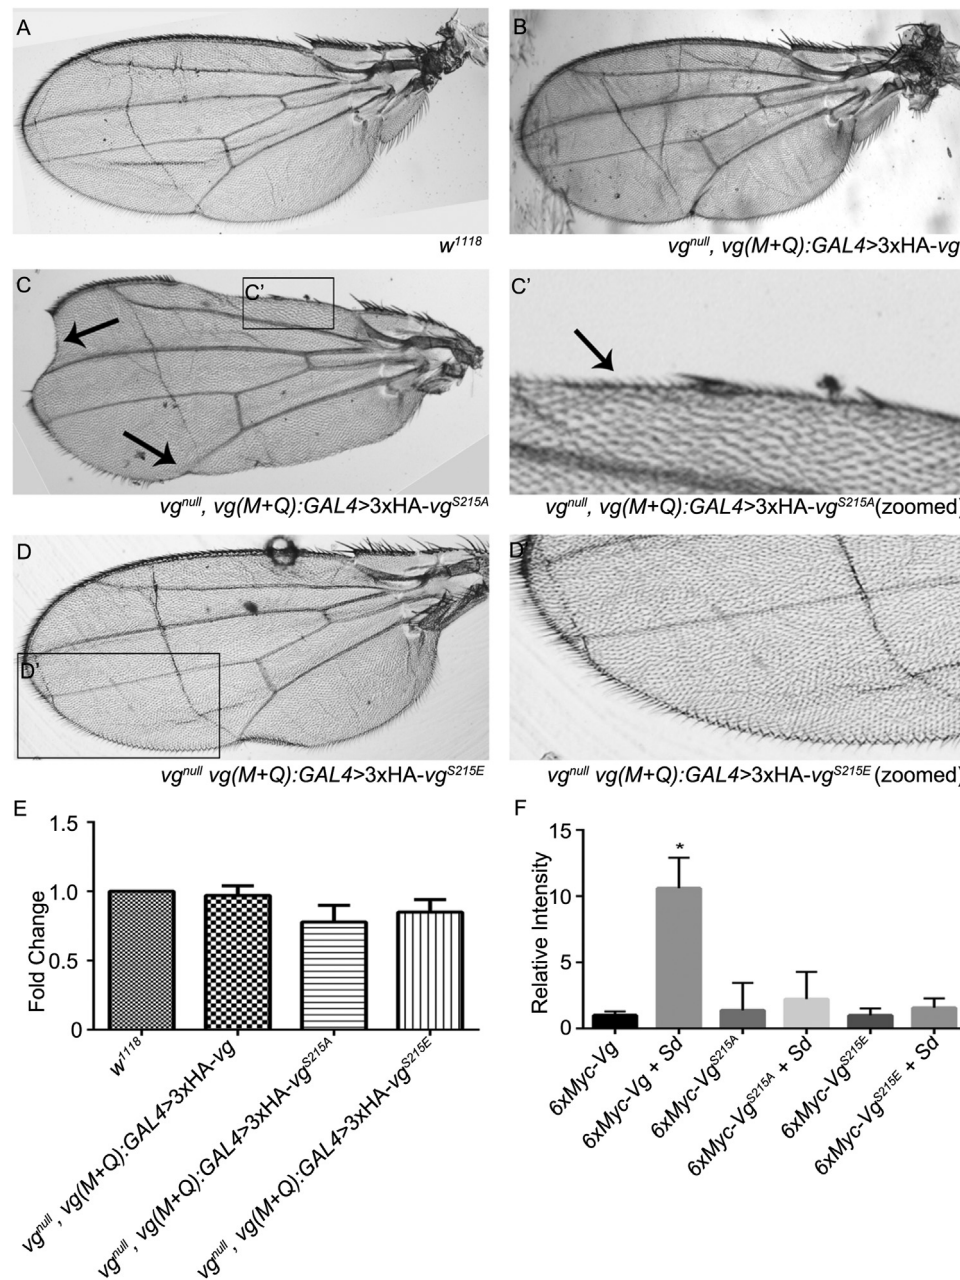 A
B
w1118
vgnull, vg(M+Q):GAL4>3xHA-vg
C
C'
C'
vgnull, vg(M+Q):GAL4>3xHA-vgS215A
vgnull, vg(M+Q):GAL4>3xHA-vgS215A(zoomed)
D
D'
D
vgnull vg(M+Q):GAL4>3xHA-vgS215E
vgnull vg(M+Q):GAL4>3xHA-vgS215E (zoomed)
E
1.5
1.0
0.5
0
Fold Change
w1118
vgnull, vg(M+Q):GAL4>3xHA-vg
vgnull, vg(M+Q):GAL4>3xHA-vgS215A
vgnull, vg(M+Q):GAL4>3xHA-vgS215E
F
15
10
5
0
Relative Intensity
*
6xMyc-Vg
6xMyc-Vg + Sd
6xMyc-VgS215A
6xMyc-VgS215A + Sd
6xMyc-VgS215E
6xMyc-VgS215E + Sd